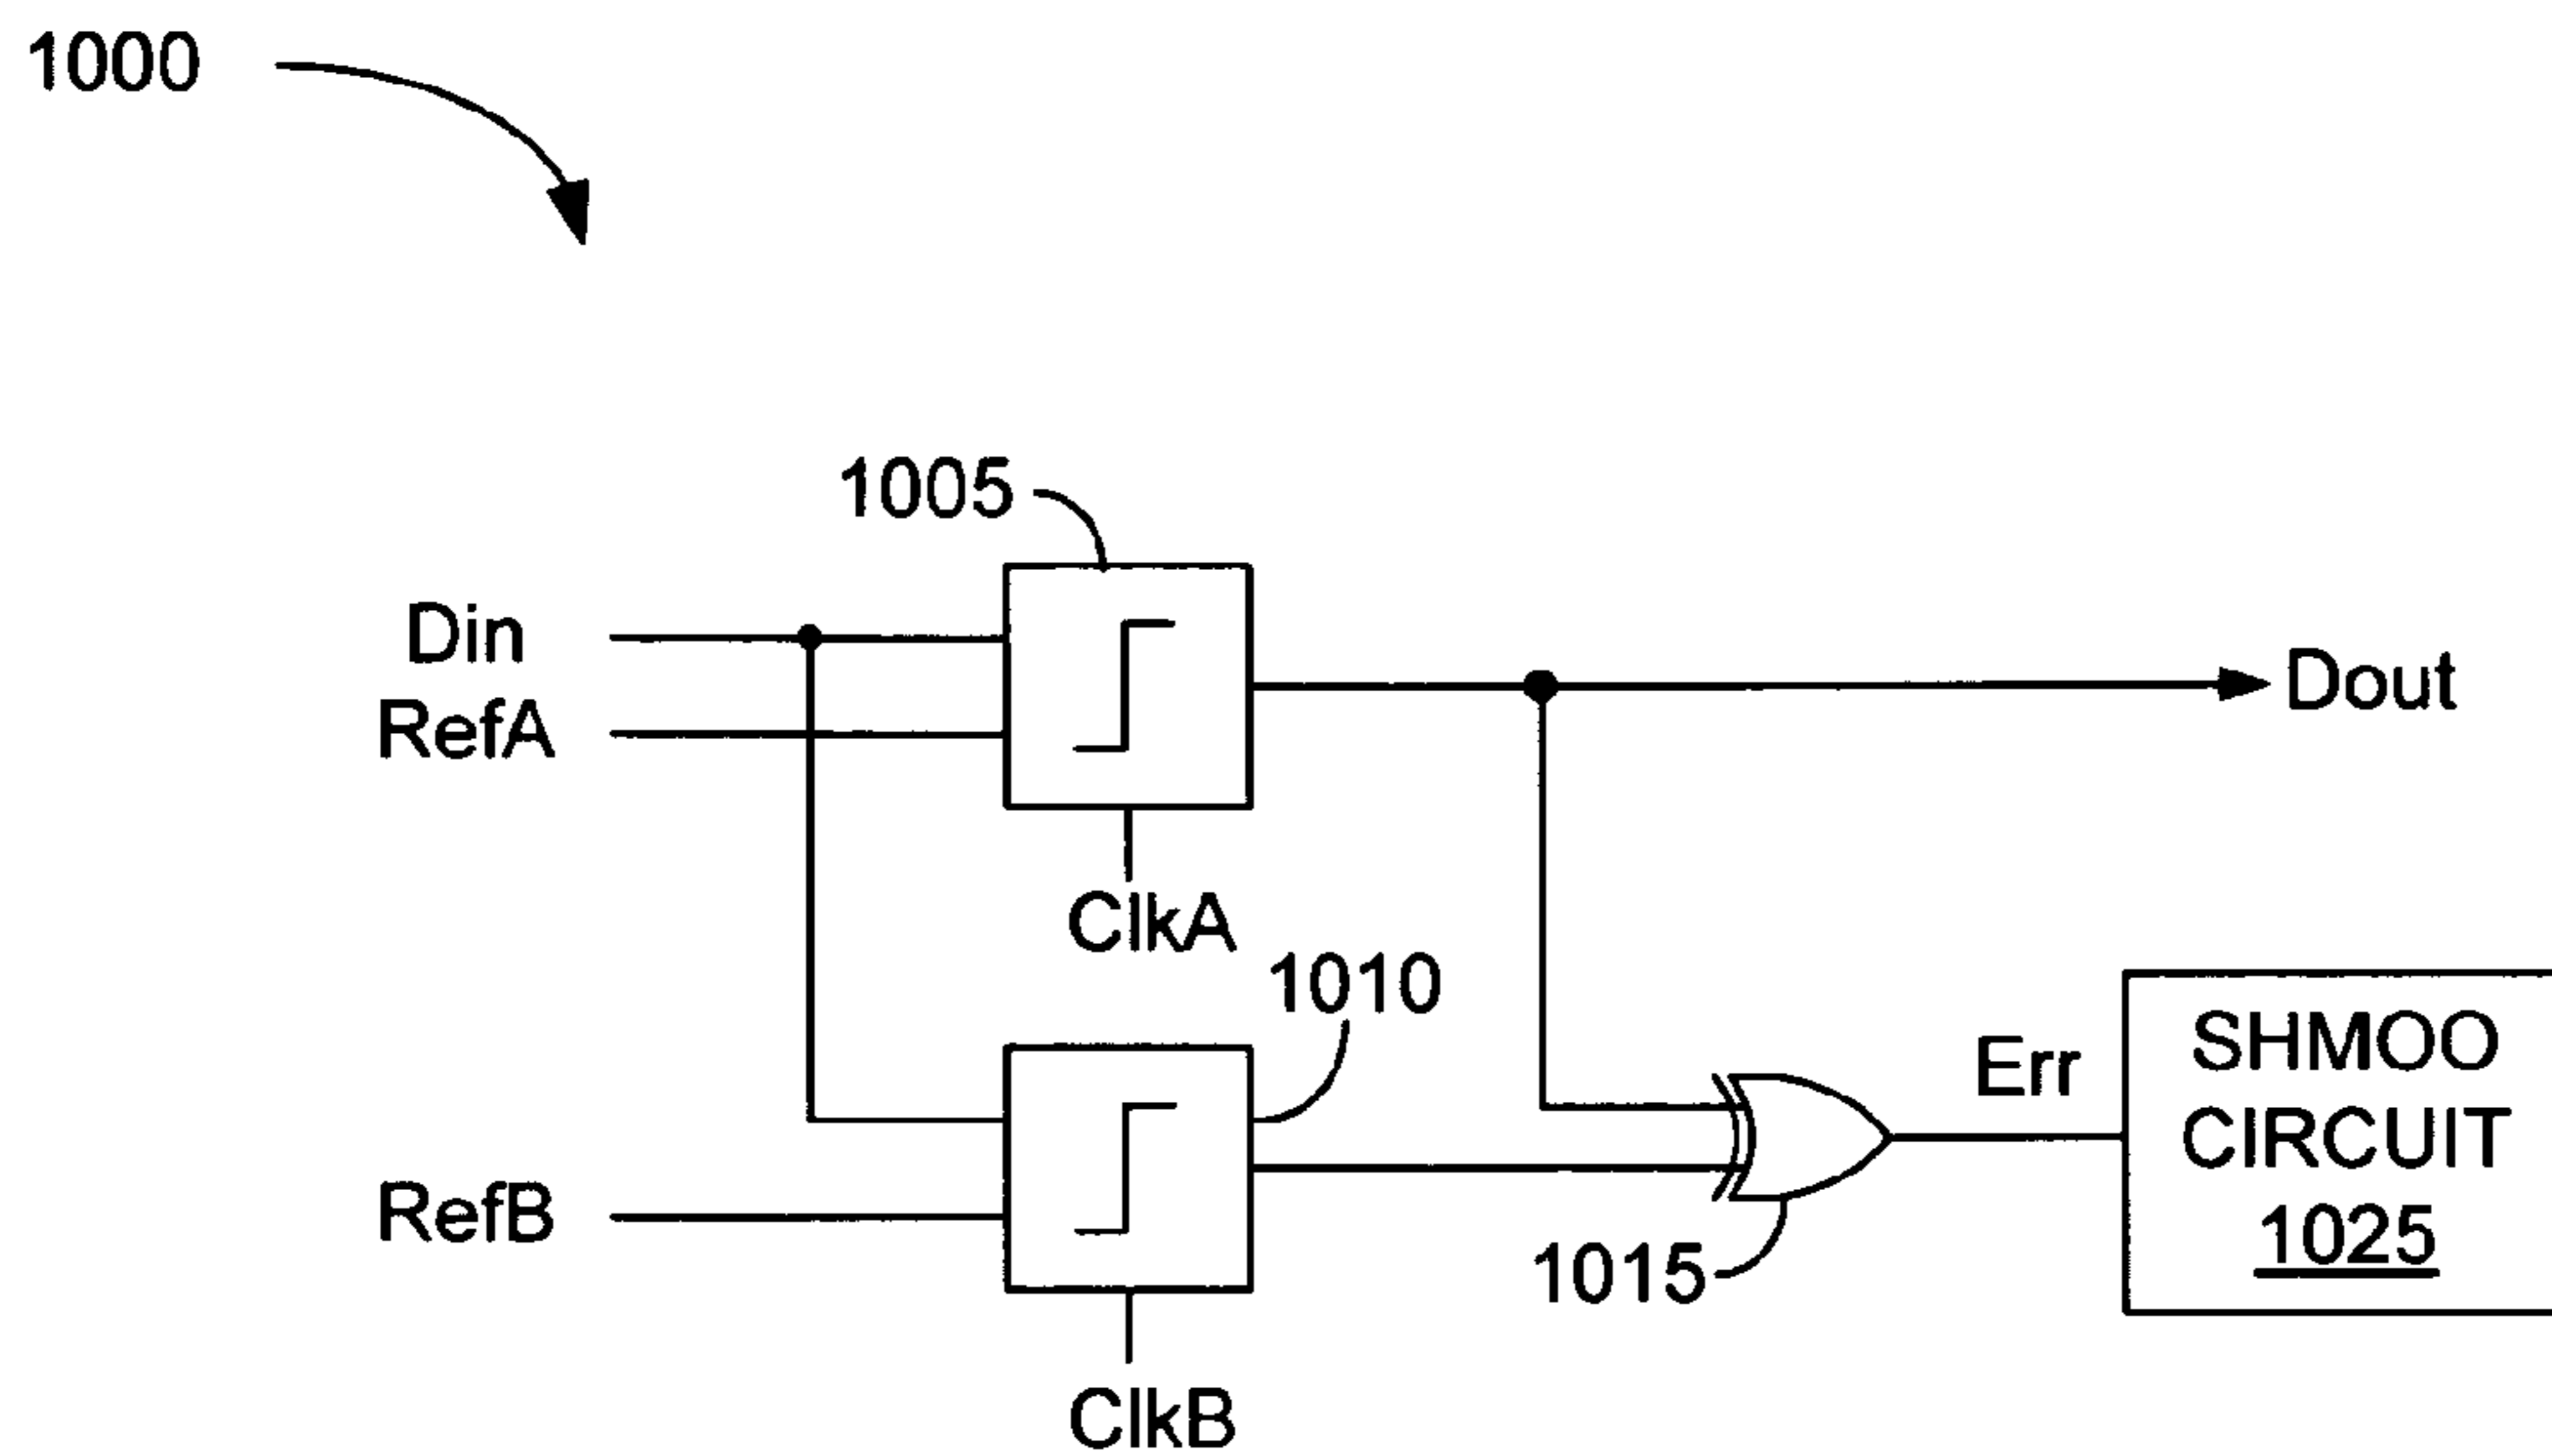 1000
1005
Din
RefA
Dout
ClkA
1010
Err
SHMOO
CIRCUIT
1025
RefB
1015
ClkB